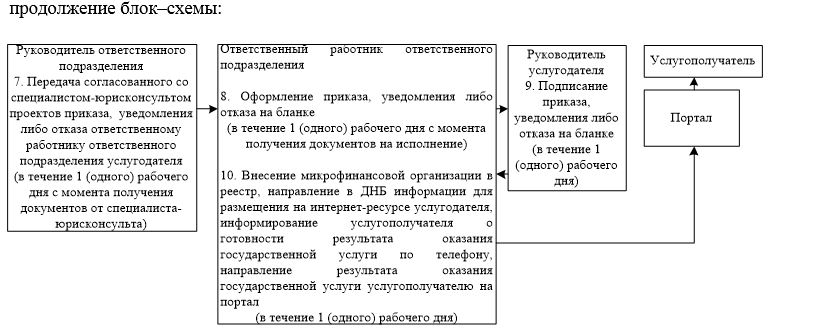 продолжение блок–схемы:
Руководитель ответственного
подразделения
7. Передача согласованного со
специалистом-юрисконсультом
проектов приказа, уведомления
либо отказа ответственному
работнику ответственного
подразделения услугодателя
(в течение 1 (одного) рабочего
дня с момента получения
документов от специалиста-
юрисконсульта)
Ответственный работник ответственного
подразделения
8. Оформление приказа, уведомления либо
отказа на бланке
(в течение 1 (одного) рабочего дня с момента
получения документов на исполнение)
10. Внесение микрофинансовой организации в
реестр, направление в ДНБ информации для
размещения на интернет-ресурсе услугодателя,
информирование услугополучателя о
готовности результата оказания
государственной услуги по телефону,
направление результата оказания
государственной услуги услугополучателю на
портал
(в течение 1 (одного) рабочего дня)
Руководитель
услугодателя
9. Подписание
приказа,
уведомления либо
отказа на бланке
(в течение 1
(одного) рабочего
дня)
Услугополучатель
Портал